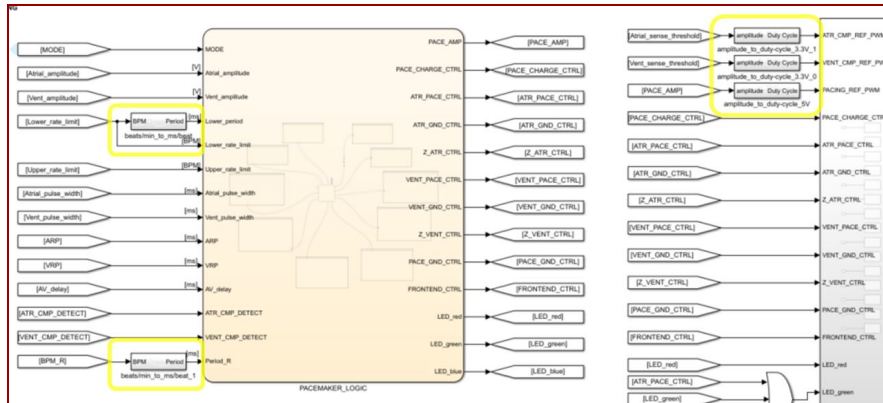 NG
[MODE]
[Atrial_amplitude]
[Vent_amplitude]
[Lower_rate_limit]
[Upper_rate_limit]
[Atrial_pulse_width]
[Vent_pulse_width]
[ARP]
[VRP]
[AV_delay]
[ATR_CMP_DETECT]
[VENT_CMP_DETECT]
[BPM_R]
BPM Period
beats/min_to_ms/beat
BPM Period
beats/min_to_ms/beat_1
MODE
[V]
Atrial_amplitude
[V]
Vent_amplitude
[ms]
Lower_period
[BPM]
Lower_rate_limit
[BPM]
Upper_rate_limit
[ms]
Atrial_pulse_width
[ms]
Vent_pulse_width
[ms]
ARP
[ms]
VRP
[ms]
AV_delay
ATR_CMP_DETECT
VENT_CMP_DETECT
[ms]
Period_R
PACE_AMP
PACE_CHARGE_CTRL
ATR_PACE_CTRL
ATR_GND_CTRL
Z_ATR_CTRL
VENT_PACE_CTRL
VENT_GND_CTRL
Z_VENT_CTRL
PACE_GND_CTRL
FRONTEND_CTRL
LED_red
LED_green
LED_blue
PACEMAKER_LOGIC
[PACE_AMP]
[PACE_CHARGE_CTRL]
[ATR_PACE_CTRL]
[ATR_GND_CTRL]
[Z_ATR_CTRL]
[VENT_PACE_CTRL]
[VENT_GND_CTRL]
[Z_VENT_CTRL]
[PACE_GND_CTRL]
[FRONTEND_CTRL]
[LED_red]
[LED_green]
[LED_blue]
[Atrial_sense_threshold]
[Vent_sense_threshold]
[PACE_AMP]
[PACE_CHARGE_CTRL]
[ATR_PACE_CTRL]
[ATR_GND_CTRL]
[Z_ATR_CTRL]
[VENT_PACE_CTRL]
[VENT_GND_CTRL]
[Z_VENT_CTRL]
[PACE_GND_CTRL]
[FRONTEND_CTRL]
[LED_red]
[ATR_PACE_CTRL]
[LED_green]
amplitude Duty Cycle
amplitude_to_duty-cycle_3.3V_1
amplitude Duty Cycle
amplitude_to_duty-cycle_3.3V_0
amplitude Duty Cycle
amplitude_to_duty-cycle_5V
ATR_CMP_REF_PWM
VENT_CMP_REF_PWM
PACING_REF_PWM
PACE_CHARGE_CTRL
ATR_PACE_CTRL
ATR_GND_CTRL
Z_ATR_CTRL
VENT_PACE_CTRL
VENT_GND_CTRL
Z_VENT_CTRL
PACE_GND_CTRL
FRONTEND_CTRL
LED_red
LED_green